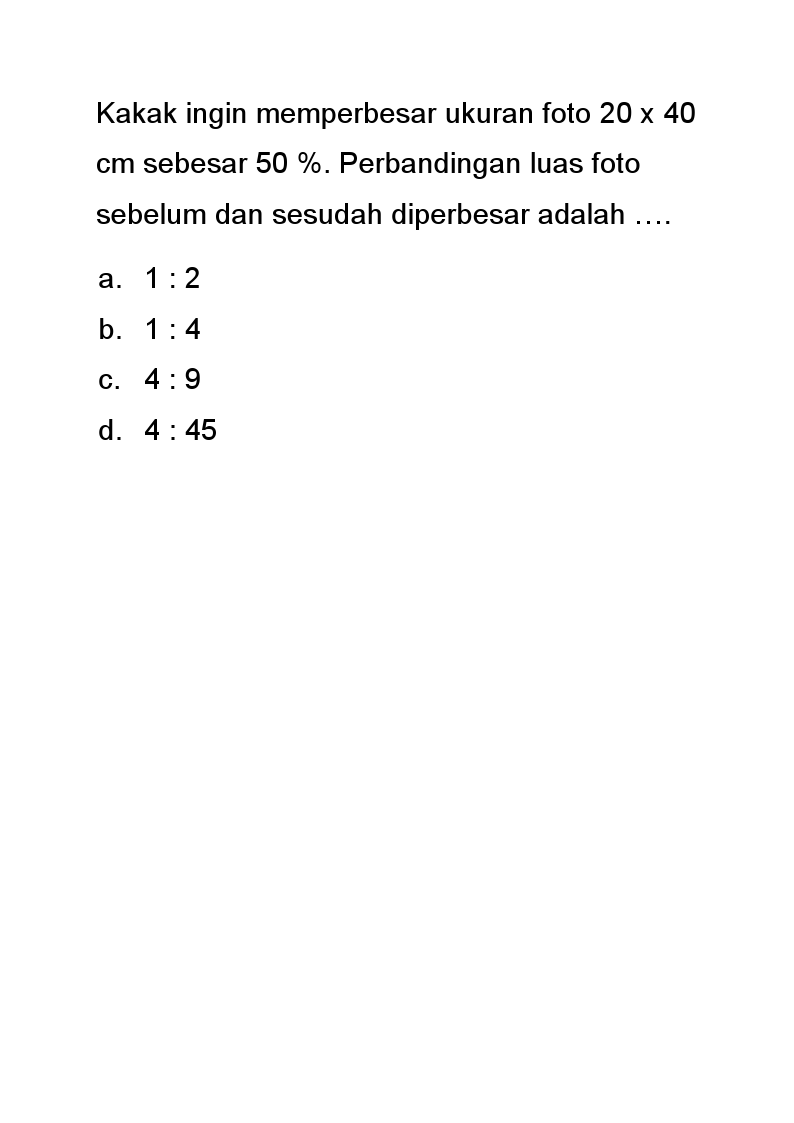 Kakak ingin memperbesar ukuran foto 20 x 40
cm sebesar 50 %. Perbandingan luas foto
sebelum dan sesudah diperbesar adalah ….
a. 1 : 2
b. 1 : 4
c. 4 : 9
d. 4 : 45